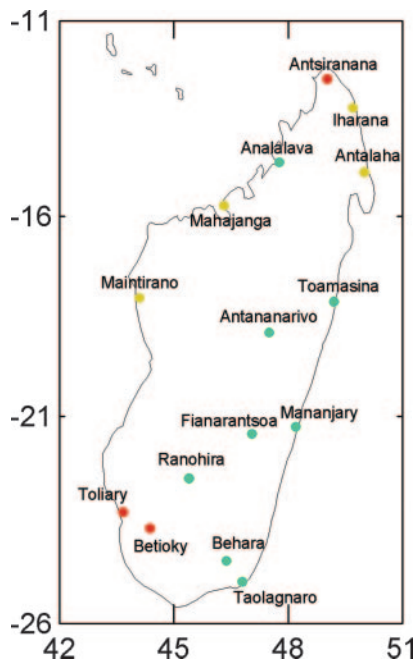 -11
Antsiranana
Iharana
Analalava
Antalaha
-16
Mahajanga
Maintirano
Toamasina
Antananarivo
-21
Mananjary
Fianarantsoa
Ranohira
Toliary
Betioky
Behara
Taolagnaro
-26
42 45 48 51